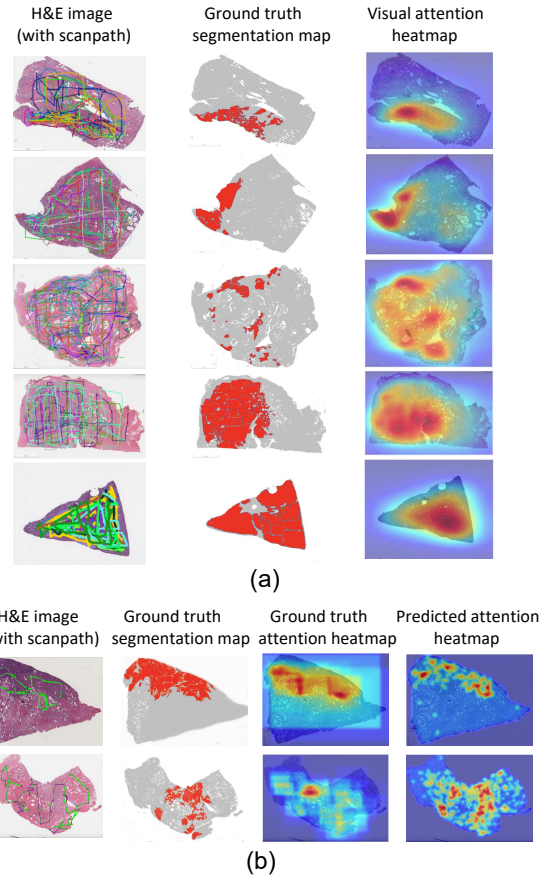 H&E image
(with scanpath)
Ground truth
segmentation map
Visual attention
heatmap
(a)
H&E image
with scanpath)
Ground truth
segmentation map
Ground truth
attention heatmap
Predicted attention
heatmap
(b)